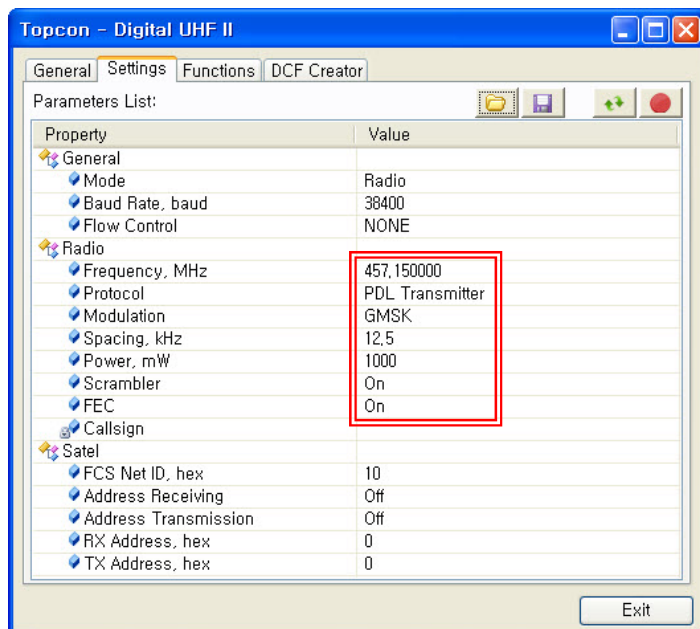 Topcon - Digital UHF II
General Settings Functions DCF Creator
Parameters List:
Property Value
General
Mode Radio
Baud Rate, baud 38400
Flow Control NONE
Radio
Frequency, MHz 457,150000
Protocol PDL Transmitter
Modulation GMSK
Spacing, kHz 12,5
Power, mW 1000
Scrambler On
FEC On
Callsign
Satel
FCS Net ID, hex 10
Address Receiving Off
Address Transmission Off
RX Address, hex 0
TX Address, hex 0
Exit